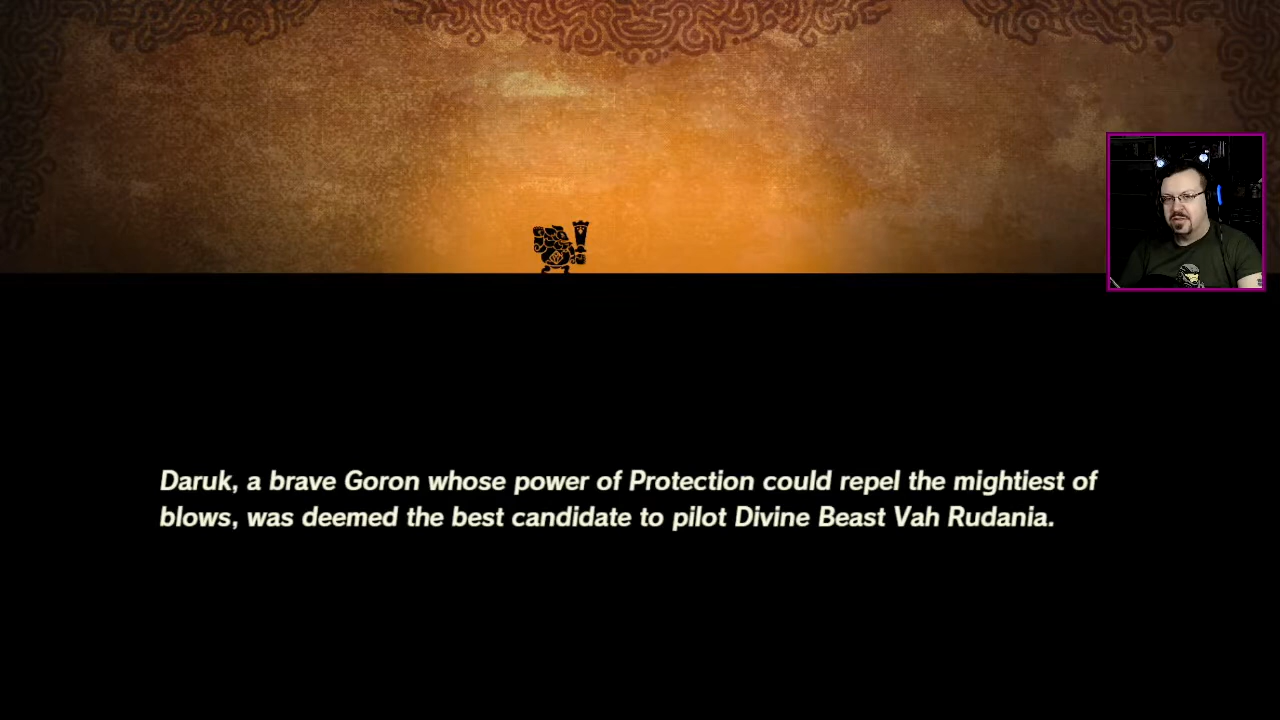 Daruk, a brave Goron whose power of Protection could repel the mightiest of
blows, was deemed the best candidate to pilot Divine Beast Vah Rudania.